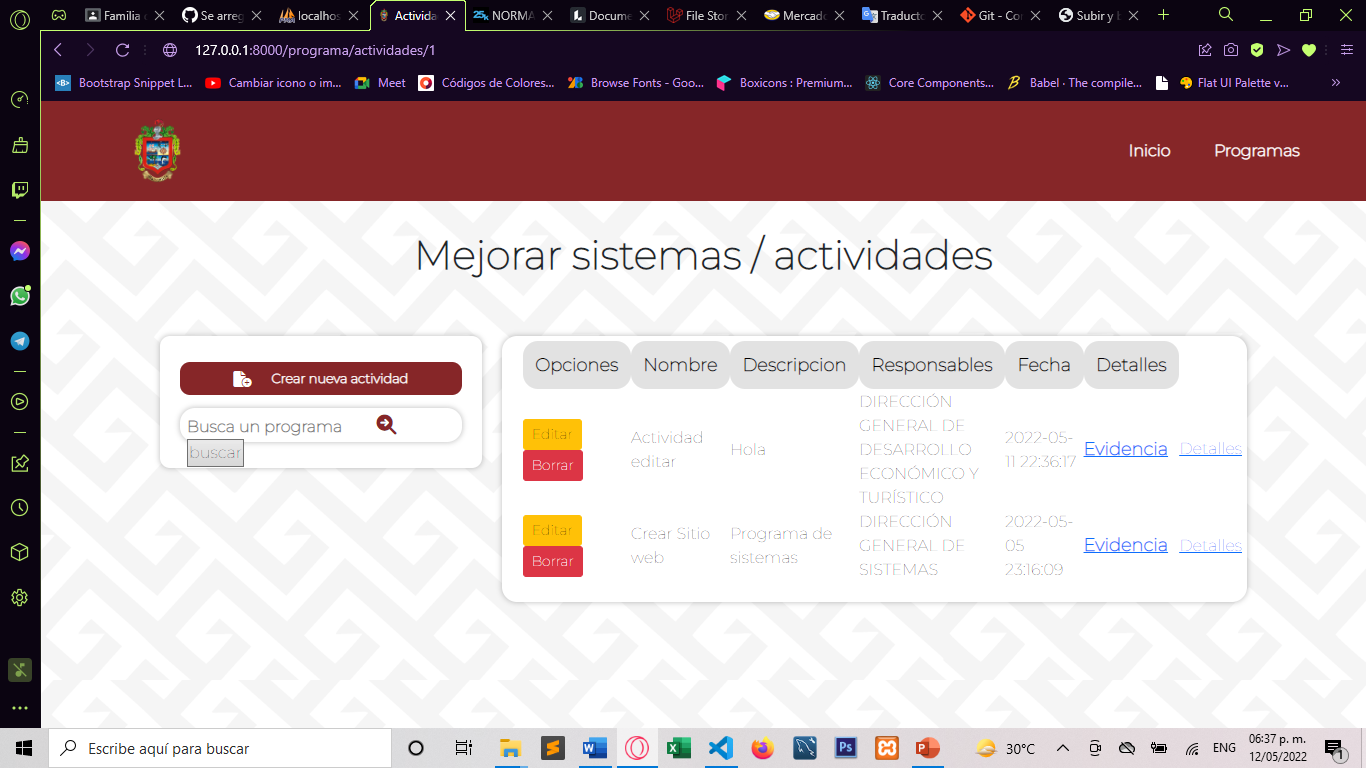 Familia
Se arreg
localhos
Activida
NORMA
Docume
File Stor
Mercado
Traducto
Git - Cor
Subir y b
127.0.0.1:8000/programa/actividades/1
Bootstrap Snippet L...
Cambiar icono o im...
Meet
Códigos de Colores...
Browse Fonts - Goo...
Boxicons : Premium...
Core Components...
Babel · The compile...
Flat UI Palette v...
Inicio
Programas
Mejorar sistemas / actividades
Crear nueva actividad
Busca un programa
buscar
Opciones Nombre Descripcion Responsables Fecha Detalles
Editar
Borrar
Actividad
editar
Hola
DIRECCIÓN
GENERAL DE
DESARROLLO
ECONÓMICO Y
TURÍSTICO
2022-05-
11 22:36:17
Evidencia
Detalles
Editar
Borrar
Crear Sitio
web
Programa de
sistemas
DIRECCIÓN
GENERAL DE
SISTEMAS
2022-05-
05
23:16:09
Evidencia
Detalles
Escribe aquí para buscar
30°C
ENG
06:37 p. m.
12/05/2022
1